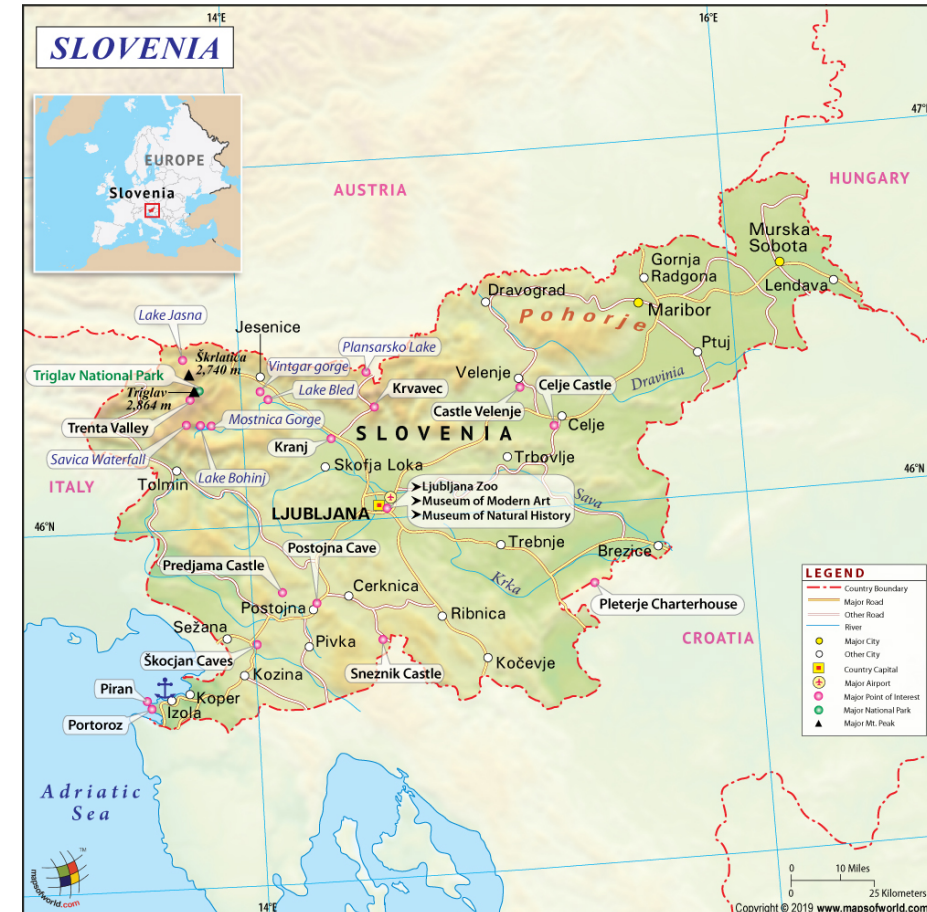 14°E
16°E
SLOVENIA
47°
EUROPE
Slovenia
AUSTRIA
HUNGARY
Murska
Sobota
Gornja
Radgona
Lendava
Dravograd
Maribor
Pohorje
Lake Jasna
Jesenice
Plansarsko Lake
Ptuj
Škrlatica
2,740 m
Vintgar gorge
Triglav National Park
Velenje
Celje Castle
Dravinia
Triglav
2,864 m
Lake Bled
Krvavec
Castle Velenje
Trenta Valley
Mostnica Gorge
Celje
SLOVENIA
Kranj
Savica Waterfall
Lake Bohinj
Skofja Loka
Trbovlje
ITALY
Tolmin
46°N
➤Ljubljana Zoo
➤Museum of Modern Art
➤Museum of Natural History
Sava
LJUBLJANA
46°N
Postojna Cave
Trebnje
Brezice
Predjama Castle
Krka
Cerknica
Pleterje Charterhouse
Postojna
Ribnica
Sežana
Pivka
CROATIA
Škocjan Caves
Sneznik Castle
Kočevje
Kozina
Piran
Koper
Izola
Portoroz
LEGEND
Country Boundary
Major Road
Other Road
River
Major City
Other City
Country Capital
Major Airport
Major Point of Interest
Major National Park
Major Mt. Peak
Adriatic
Sea
TM
mapsofworld.com
0 10 Miles
0 25 Kilometers
14°E
Copyright © 2019 www.mapsofworld.com